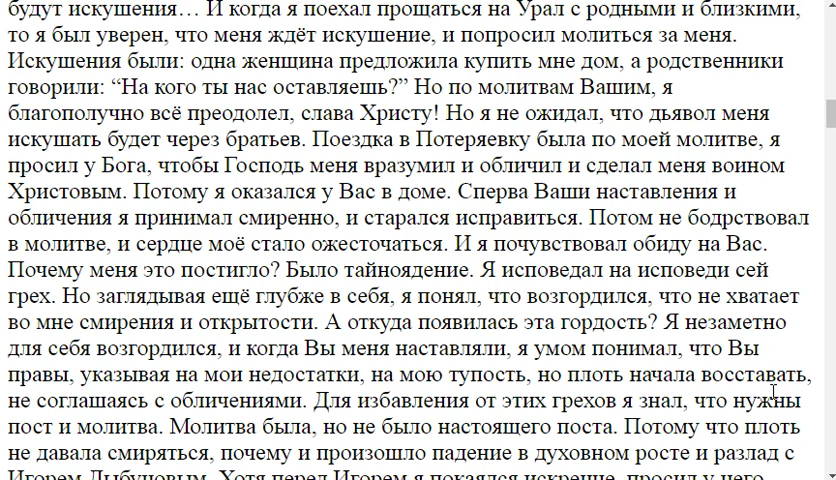 будут искушения… И когда я поехал прощаться на Урал с родными и близкими,
то я был уверен, что меня ждёт искушение, и попросил молиться за меня.
Искушения были: одна женщина предложила купить мне дом, а родственники
говорили: “На кого ты нас оставляешь?” Но по молитвам Вашим, я
благополучно всё преодолел, слава Христу! Но я не ожидал, что дьявол меня
искушать будет через братьев. Поездка в Потеряевку была по моей молитве, я
просил у Бога, чтобы Господь меня вразумил и обличил и сделал меня воином
Христовым. Потому я оказался у Вас в доме. Сперва Ваши наставления и
обличения я принимал смиренно, и старался исправиться. Потом не бодрствовал
в молитве, и сердце моё стало ожесточаться. И я почувствовал обиду на Вас.
Почему меня это постигло? Было тайноядение. Я исповедал на исповеди сей
грех. Но заглядывая ещё глубже в себя, я понял, что возгордился, что не хватает
во мне смирения и открытости. А откуда появилась эта гордость? Я незаметно
для себя возгордился, и когда Вы меня наставляли, я умом понимал, что Вы
правы, указывая на мои недостатки, на мою тупость, но плоть начала восставать,
не соглашаясь с обличениями. Для избавления от этих грехов я знал, что нужны
пост и молитва. Молитва была, но не было настоящего поста. Потому что плоть
не давала смиряться, почему и произошло падение в духовном росте и разлад с
Игорем Дыбуновым. Хотя перед Игорем я покаялся искренне, просил у него